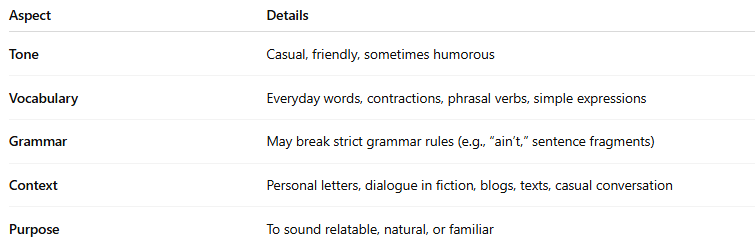 Aspect Details
Tone Casual, friendly, sometimes humorous
Vocabulary Everyday words, contractions, phrasal verbs, simple expressions
Grammar May break strict grammar rules (e.g., “ain’t,” sentence fragments)
Context Personal letters, dialogue in fiction, blogs, texts, casual conversation
Purpose To sound relatable, natural, or familiar